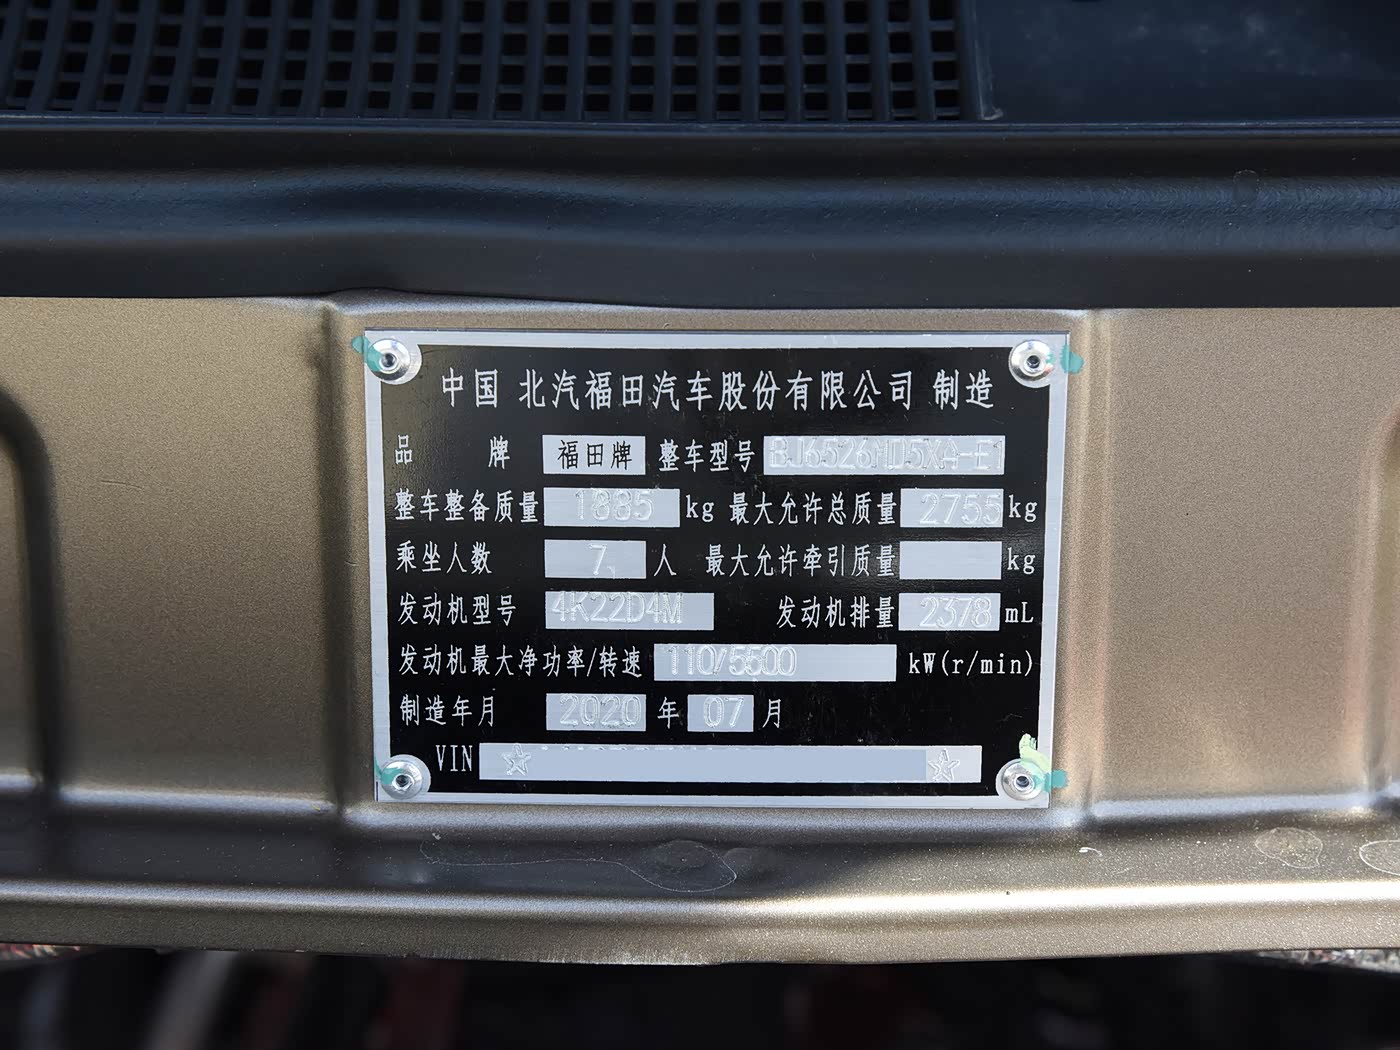 中国 北汽福田汽车股份有限公司 制造
品 牌 福田牌 整车型号 BJ6526MD5XA-E1
整车整备质量 1885 kg 最大允许总质量 2755 kg
乘坐人数 7 人 最大允许牵引质量 kg
发动机型号 4K22D4M 发动机排量 2378 mL
发动机最大净功率/转速 110/5500 kW(r/min)
制造年月 2020 年 07 月
VIN ☆ ☆